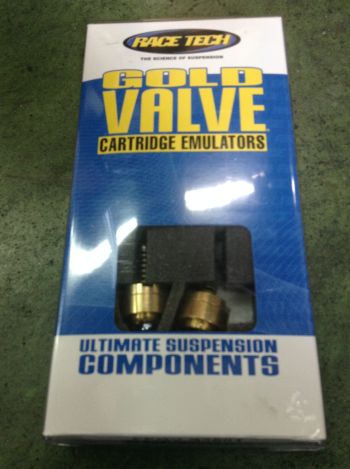 RACE TECH
THE SCIENCE OF SUSPENSION
GOLD
VALVE
CARTRIDGE EMULATORS
ULTIMATE SUSPENSION
COMPONENTS